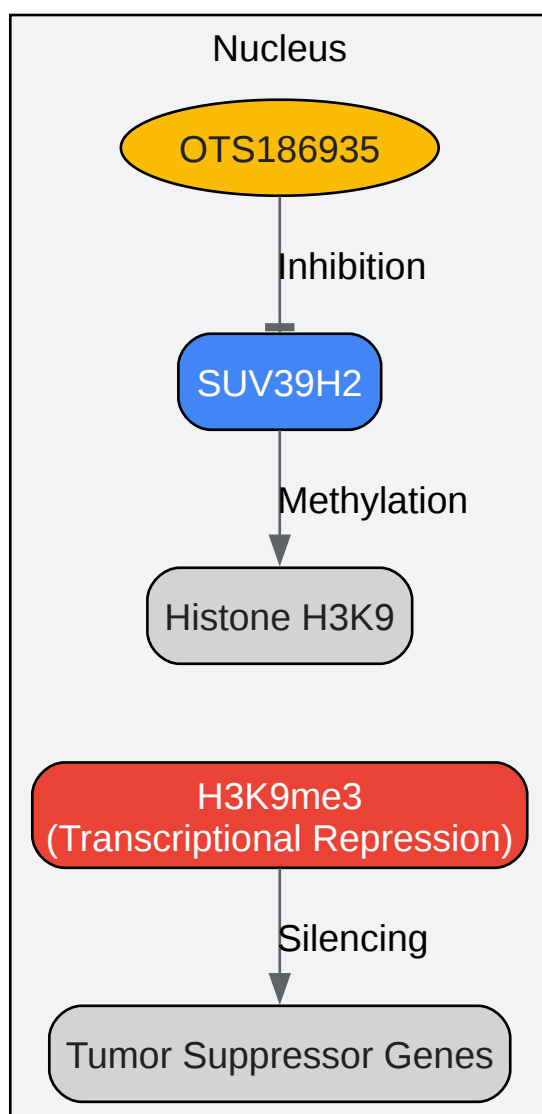 Nucleus
OTS186935
Inhibition
SUV39H2
Methylation
Histone H3K9
H3K9me3
(Transcriptional Repression)
Silencing
Tumor Suppressor Genes